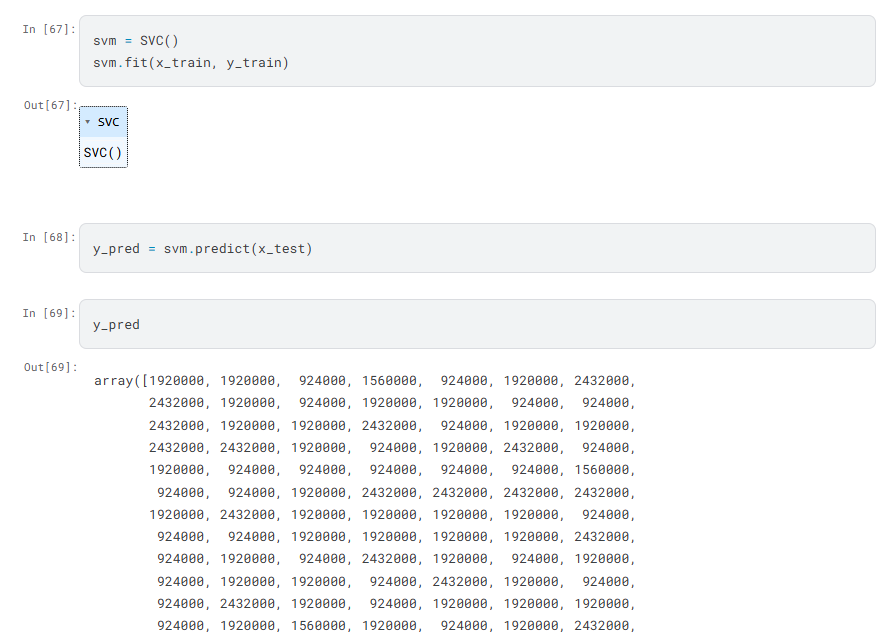 In [67]:
svm = SVC()
svm.fit(x_train, y_train)
Out[67]:
▾ SVC
SVC()
In [68]:
y_pred = svm.predict(x_test)
In [69]:
y_pred
Out[69]:
array([1920000, 1920000,  924000, 1560000,  924000, 1920000, 2432000,
       2432000, 1920000,  924000, 1920000, 1920000,  924000,  924000,
       2432000, 1920000, 1920000, 2432000,  924000, 1920000, 1920000,
       2432000, 2432000, 1920000,  924000, 1920000, 2432000,  924000,
       1920000,  924000,  924000,  924000,  924000,  924000, 1560000,
        924000,  924000, 1920000, 2432000, 2432000, 2432000, 2432000,
       1920000, 2432000, 1920000, 1920000, 1920000, 1920000,  924000,
        924000,  924000, 1920000, 1920000, 1920000, 1920000, 2432000,
        924000, 1920000,  924000, 2432000, 1920000,  924000, 1920000,
        924000, 1920000, 1920000,  924000, 2432000, 1920000,  924000,
        924000, 2432000, 1920000,  924000, 1920000, 1920000, 1920000,
        924000, 1920000, 1560000, 1920000,  924000, 1920000, 2432000,